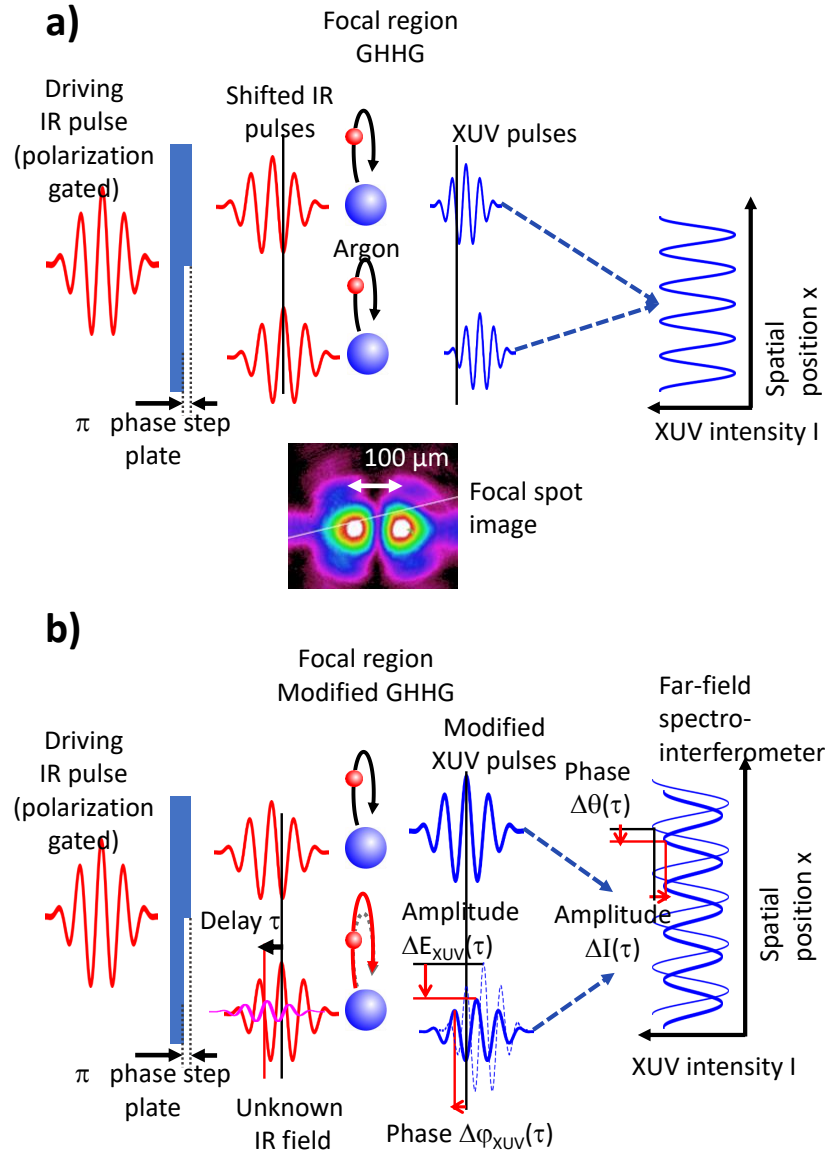 a)
Focal region
GHHG
Driving
IR pulse
(polarization
gated)
Shifted IR
pulses
XUV pulses
Argon
π phase step
plate
Spatial
position x
XUV intensity I
100 µm
Focal spot
image
b)
Focal region
Modified GHHG
Far-field
spectro-
interferometer
Driving
IR pulse
(polarization
gated)
Modified
XUV pulses
Phase
Δθ(τ)
Delay τ
Amplitude
ΔE_XUV(τ)
Amplitude
ΔI(τ)
Spatial
position x
π phase step
plate
Unknown
IR field
Phase Δφ_XUV(τ)
XUV intensity I